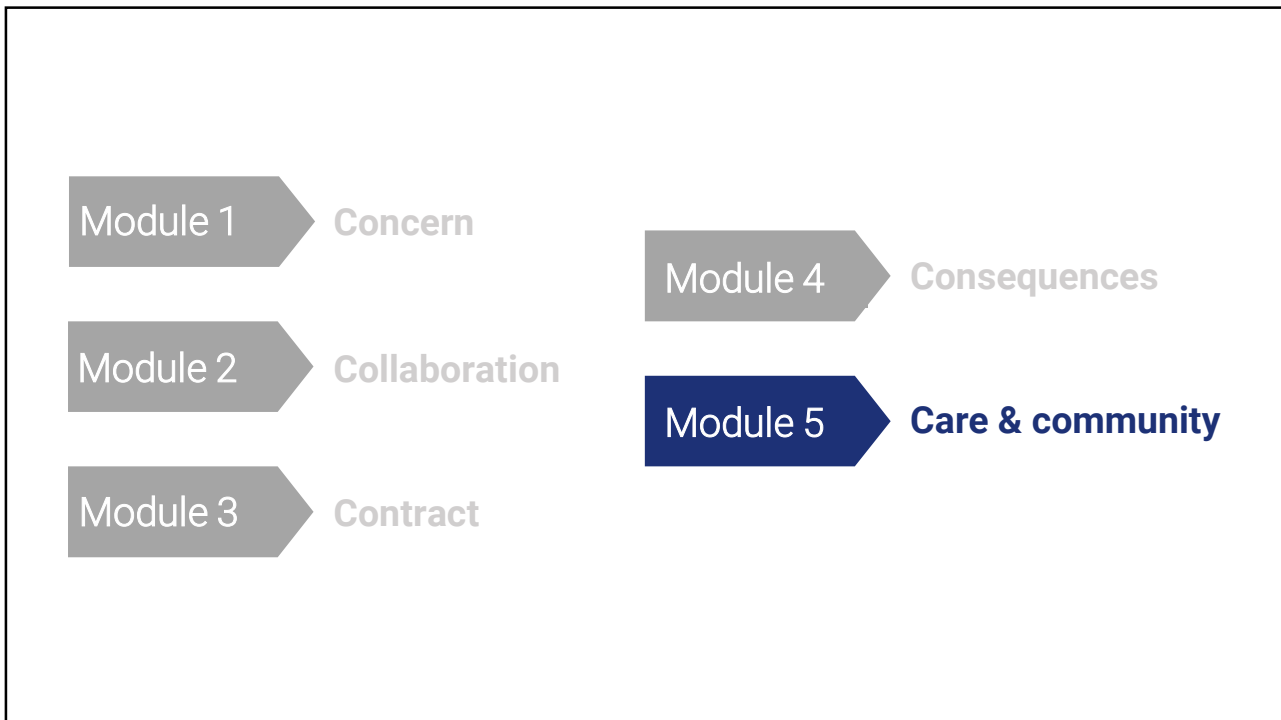 Module 1 Concern
Module 2 Collaboration
Module 3 Contract
Module 4 Consequences
Module 5 Care & community